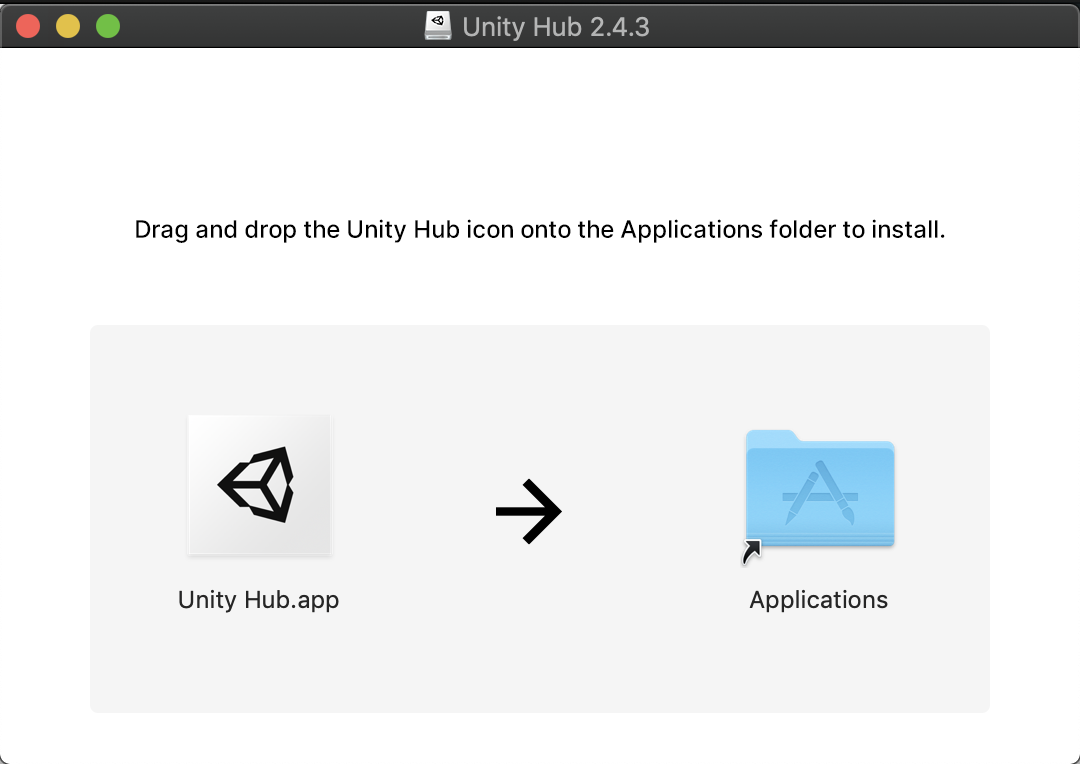 Unity Hub 2.4.3
Drag and drop the Unity Hub icon onto the Applications folder to install.
Unity Hub.app
Applications